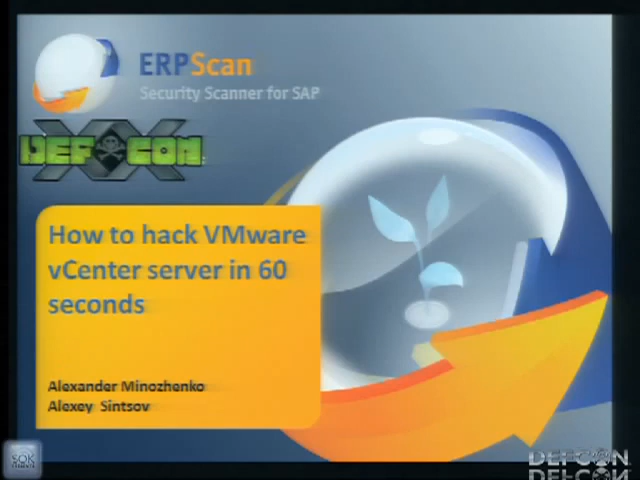 ERPScan
Security Scanner for SAP
DEF CON
XX
How to hack VMware
vCenter server in 60
seconds
Alexander Minozhenko
Alexey Sintsov
DEFCON